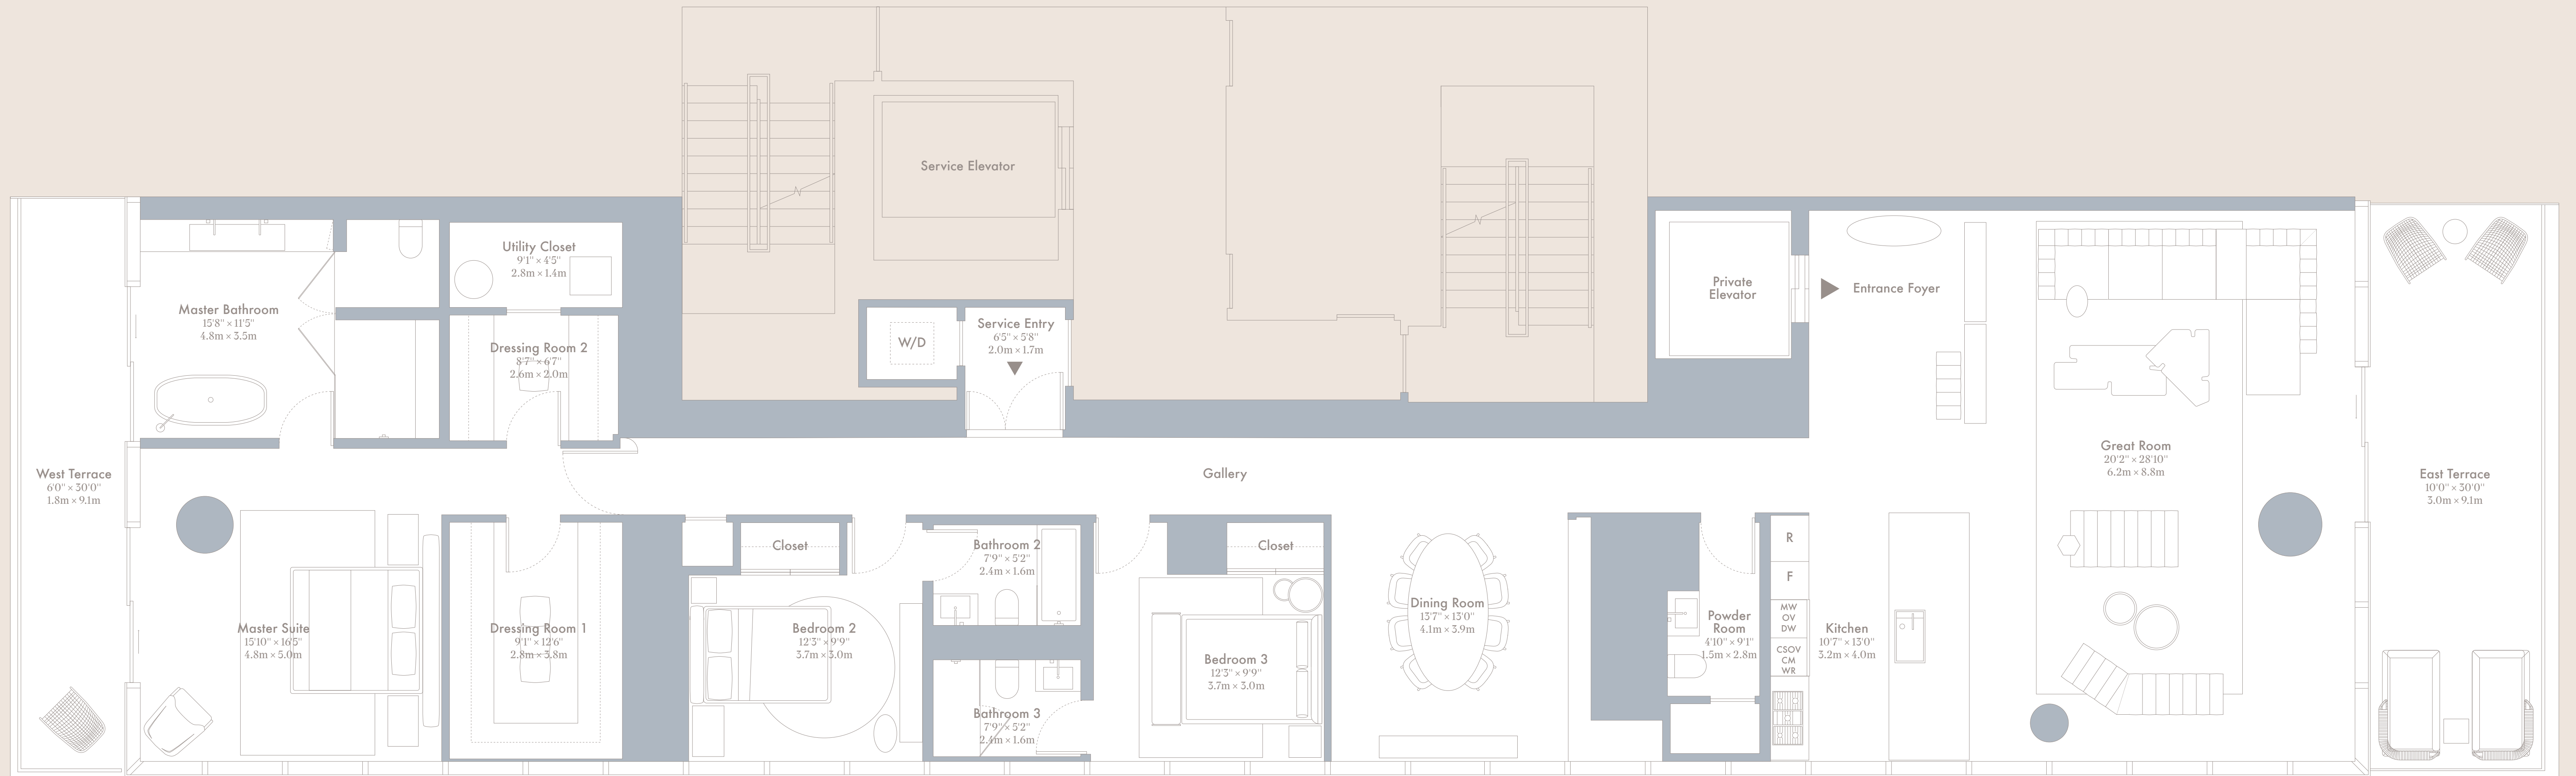 Service Elevator
Utility Closet
9'1" × 4'5"
2.8m × 1.4m
Private
Elevator
Entrance Foyer
Master Bathroom
15'8" × 11'5"
4.8m × 3.5m
Dressing Room 2
8'7" × 6'7"
2.6m × 2.0m
W/D
Service Entry
6'5" × 5'8"
2.0m × 1.7m
West Terrace
6'0" × 30'0"
1.8m × 9.1m
Gallery
Great Room
20'2" × 28'10"
6.2m × 8.8m
East Terrace
10'0" × 30'0"
3.0m × 9.1m
Closet
Bathroom 2
7'9" × 5'2"
2.4m × 1.6m
Closet
R
F
Master Suite
15'10" × 16'5"
4.8m × 5.0m
Dressing Room 1
9'1" × 12'6"
2.8m × 3.8m
Bedroom 2
12'3" × 9'9"
3.7m × 3.0m
Bathroom 3
7'9" × 5'2"
2.4m × 1.6m
Bedroom 3
12'3" × 9'9"
3.7m × 3.0m
Dining Room
13'7" × 13'0"
4.1m × 3.9m
Powder
Room
4'10" × 9'1"
1.5m × 2.8m
MW
OV
DW
CSOV
CM
WR
Kitchen
10'7" × 13'0"
3.2m × 4.0m